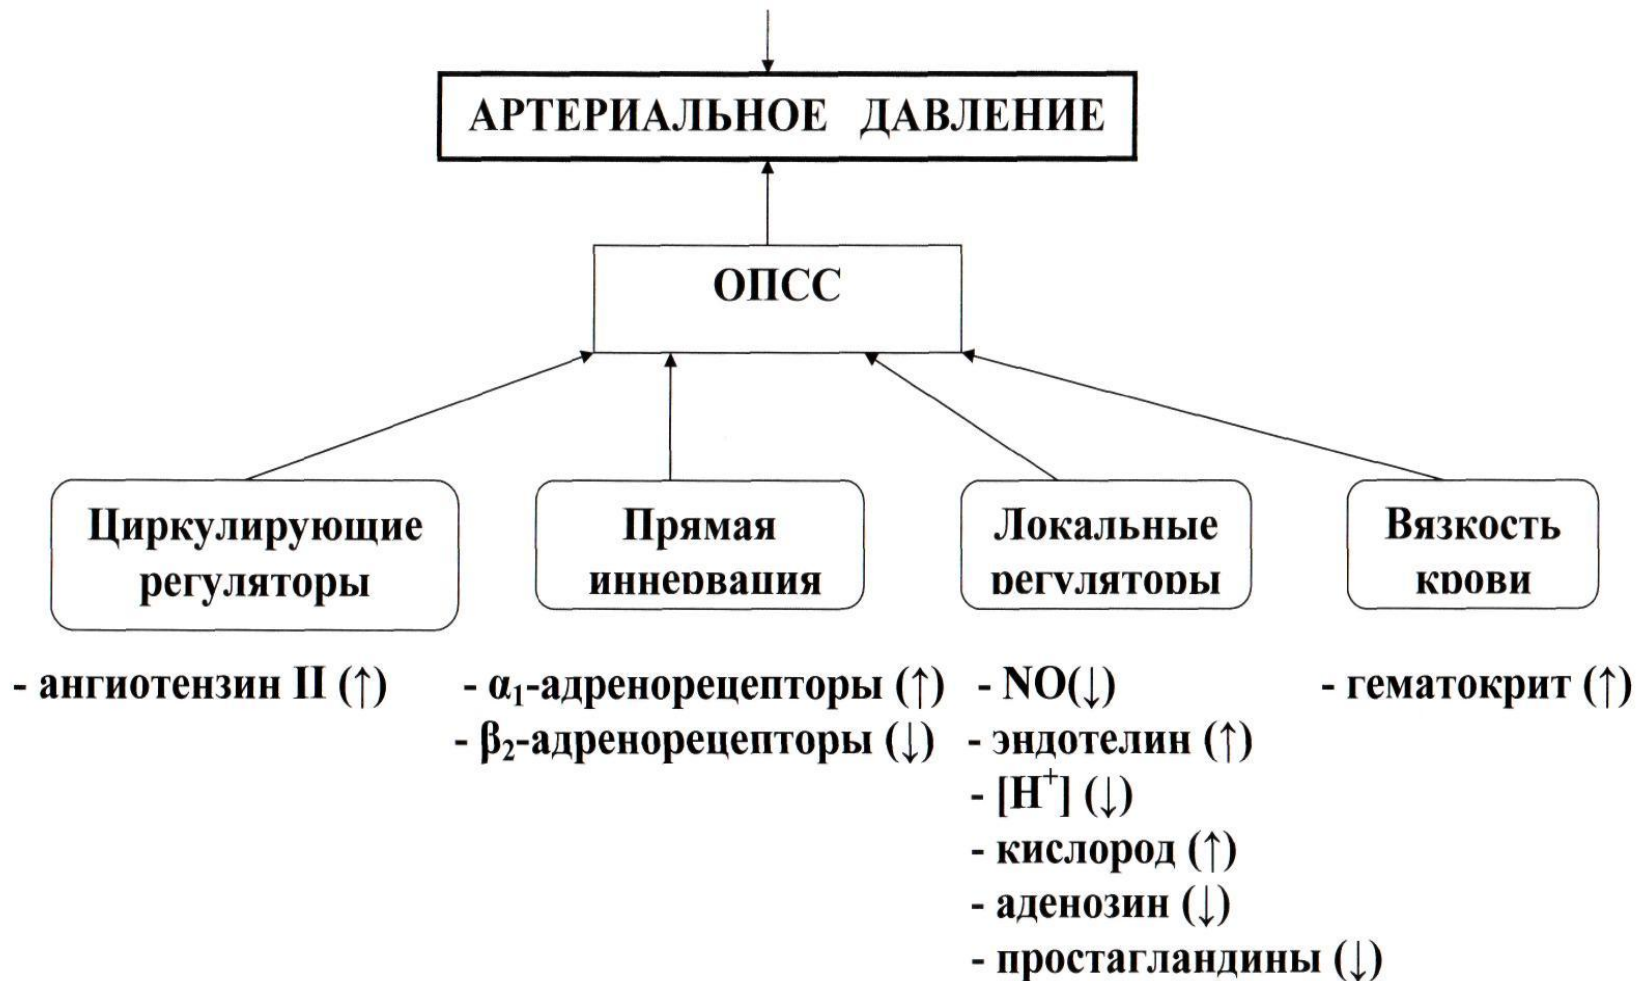 АРТЕРИАЛЬНОЕ ДАВЛЕНИЕ
ОПСС
Циркулирующие
регуляторы
Прямая
иннервация
Локальные
регуляторы
Вязкость
крови
- ангиотензин II (↑)
- α₁-адренорецепторы (↑)
- β₂-адренорецепторы (↓)
- NO(↓)
- эндотелин (↑)
- [H⁺] (↓)
- кислород (↑)
- аденозин (↓)
- простагландины (↓)
- гематокрит (↑)